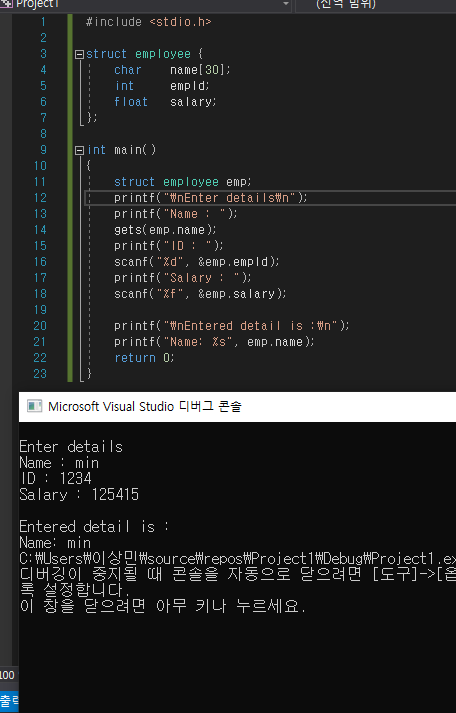 Project1
(전역 범위)
1 #include <stdio.h>
2
3 struct employee {
4 char name[30];
5 int empId;
6 float salary;
7 };
8
9 int main()
10 {
11 struct employee emp;
12 printf("₩nEnter details₩n");
13 printf("Name : ");
14 gets(emp.name);
15 printf("ID : ");
16 scanf("%d", &emp.empId);
17 printf("Salary : ");
18 scanf("%f", &emp.salary);
19
20 printf("₩nEntered detail is :₩n");
21 printf("Name: %s", emp.name);
22 return 0;
23 }
Microsoft Visual Studio 디버그 콘솔
Enter details
Name : min
ID : 1234
Salary : 125415
Entered detail is :
Name: min
C:₩Users₩이상민₩source₩repos₩Project1₩Debug₩Project1.ex
디버깅이 중지될 때 콘솔을 자동으로 닫으려면 [도구]->[옵
록 설정합니다.
이 창을 닫으려면 아무 키나 누르세요.
100
출력